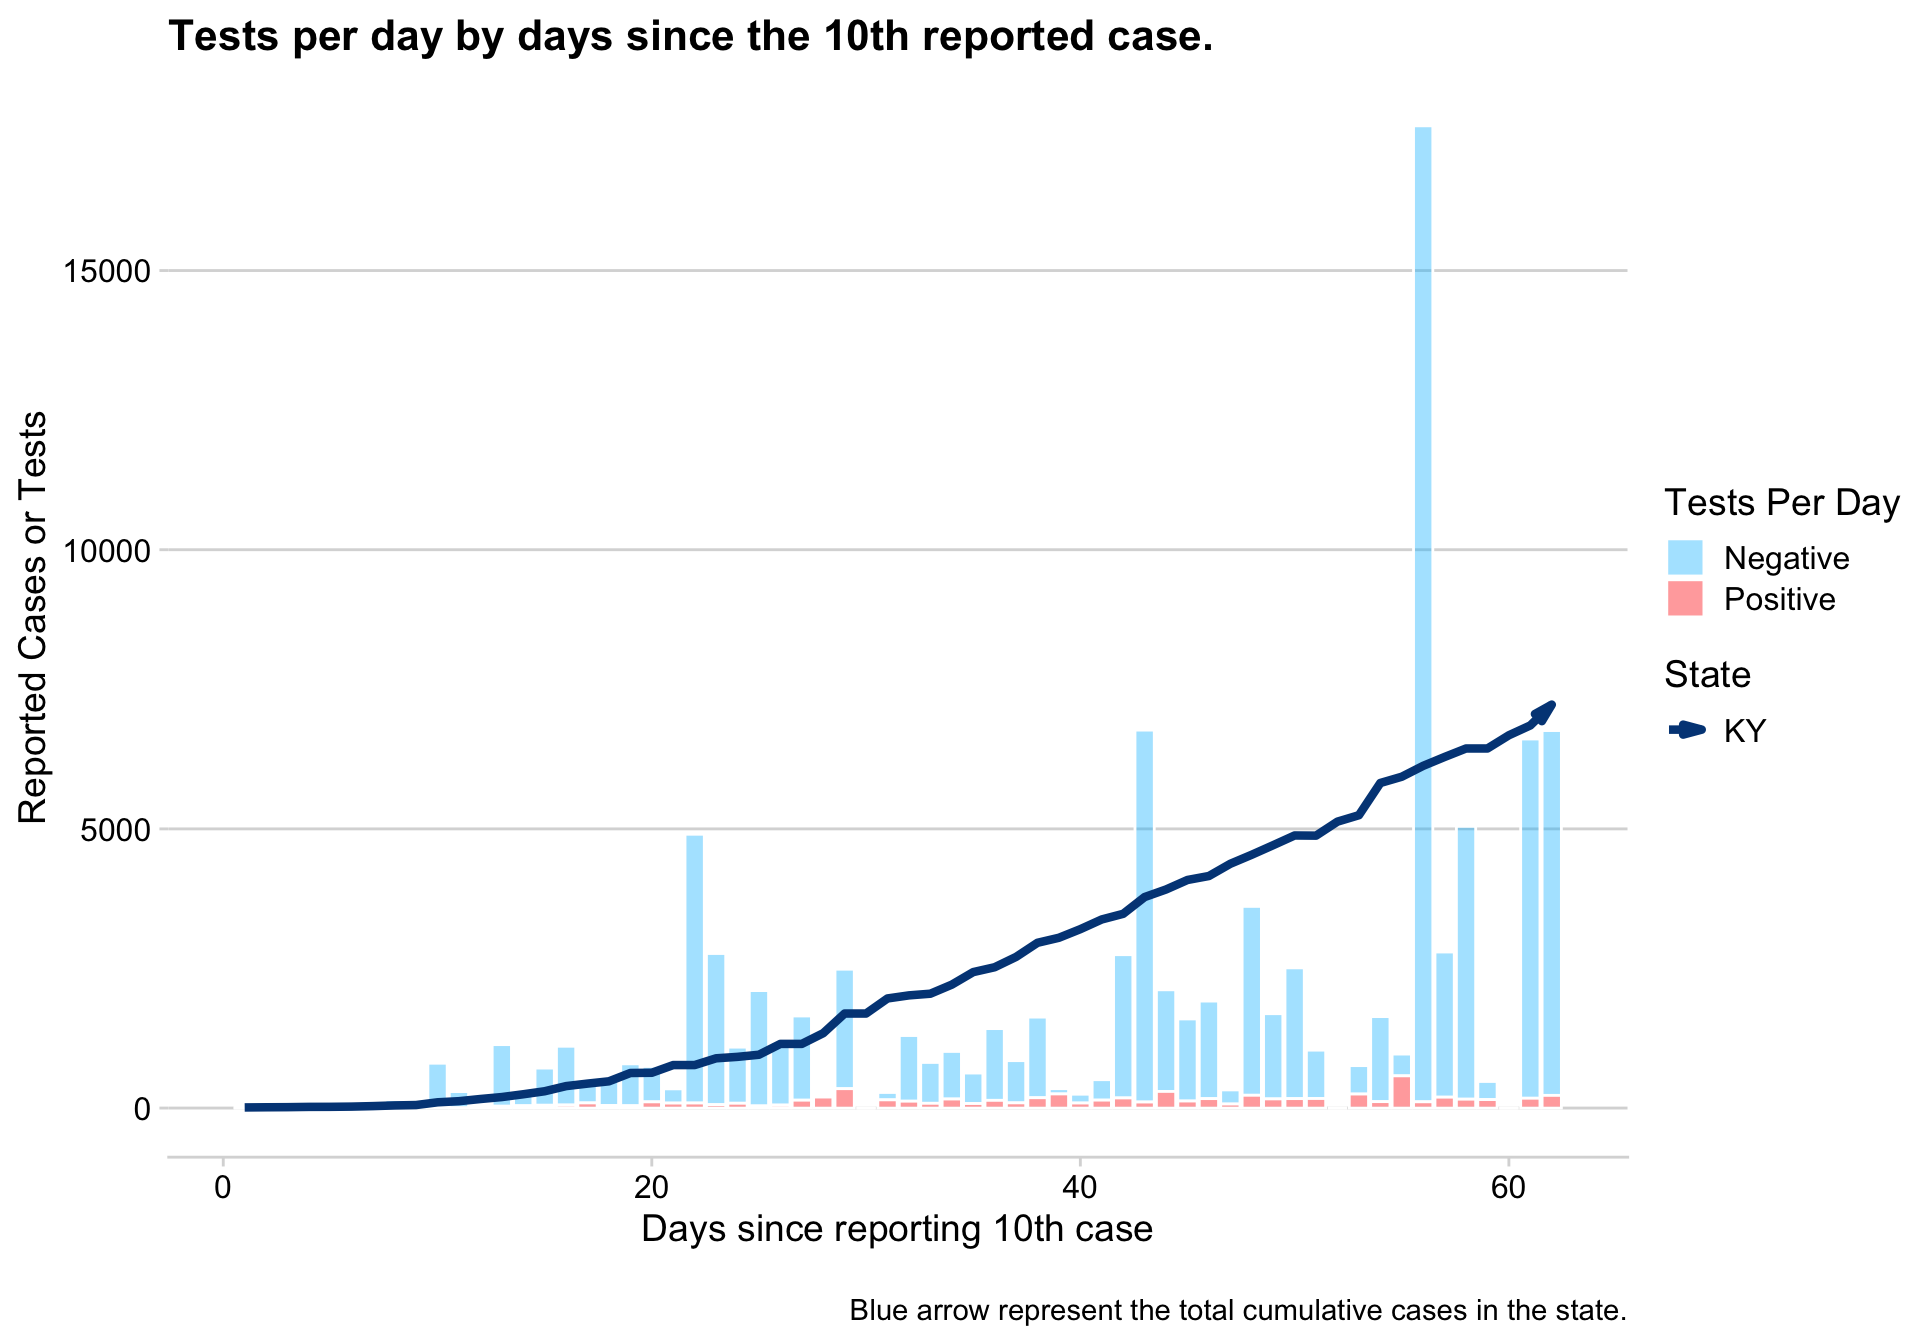 Tests per day by days since the 10th reported case.
Reported Cases or Tests
15000
10000
5000
0
0
20
40
60
Days since reporting 10th case
Tests Per Day
Negative
Positive
State
KY
Blue arrow represent the total cumulative cases in the state.